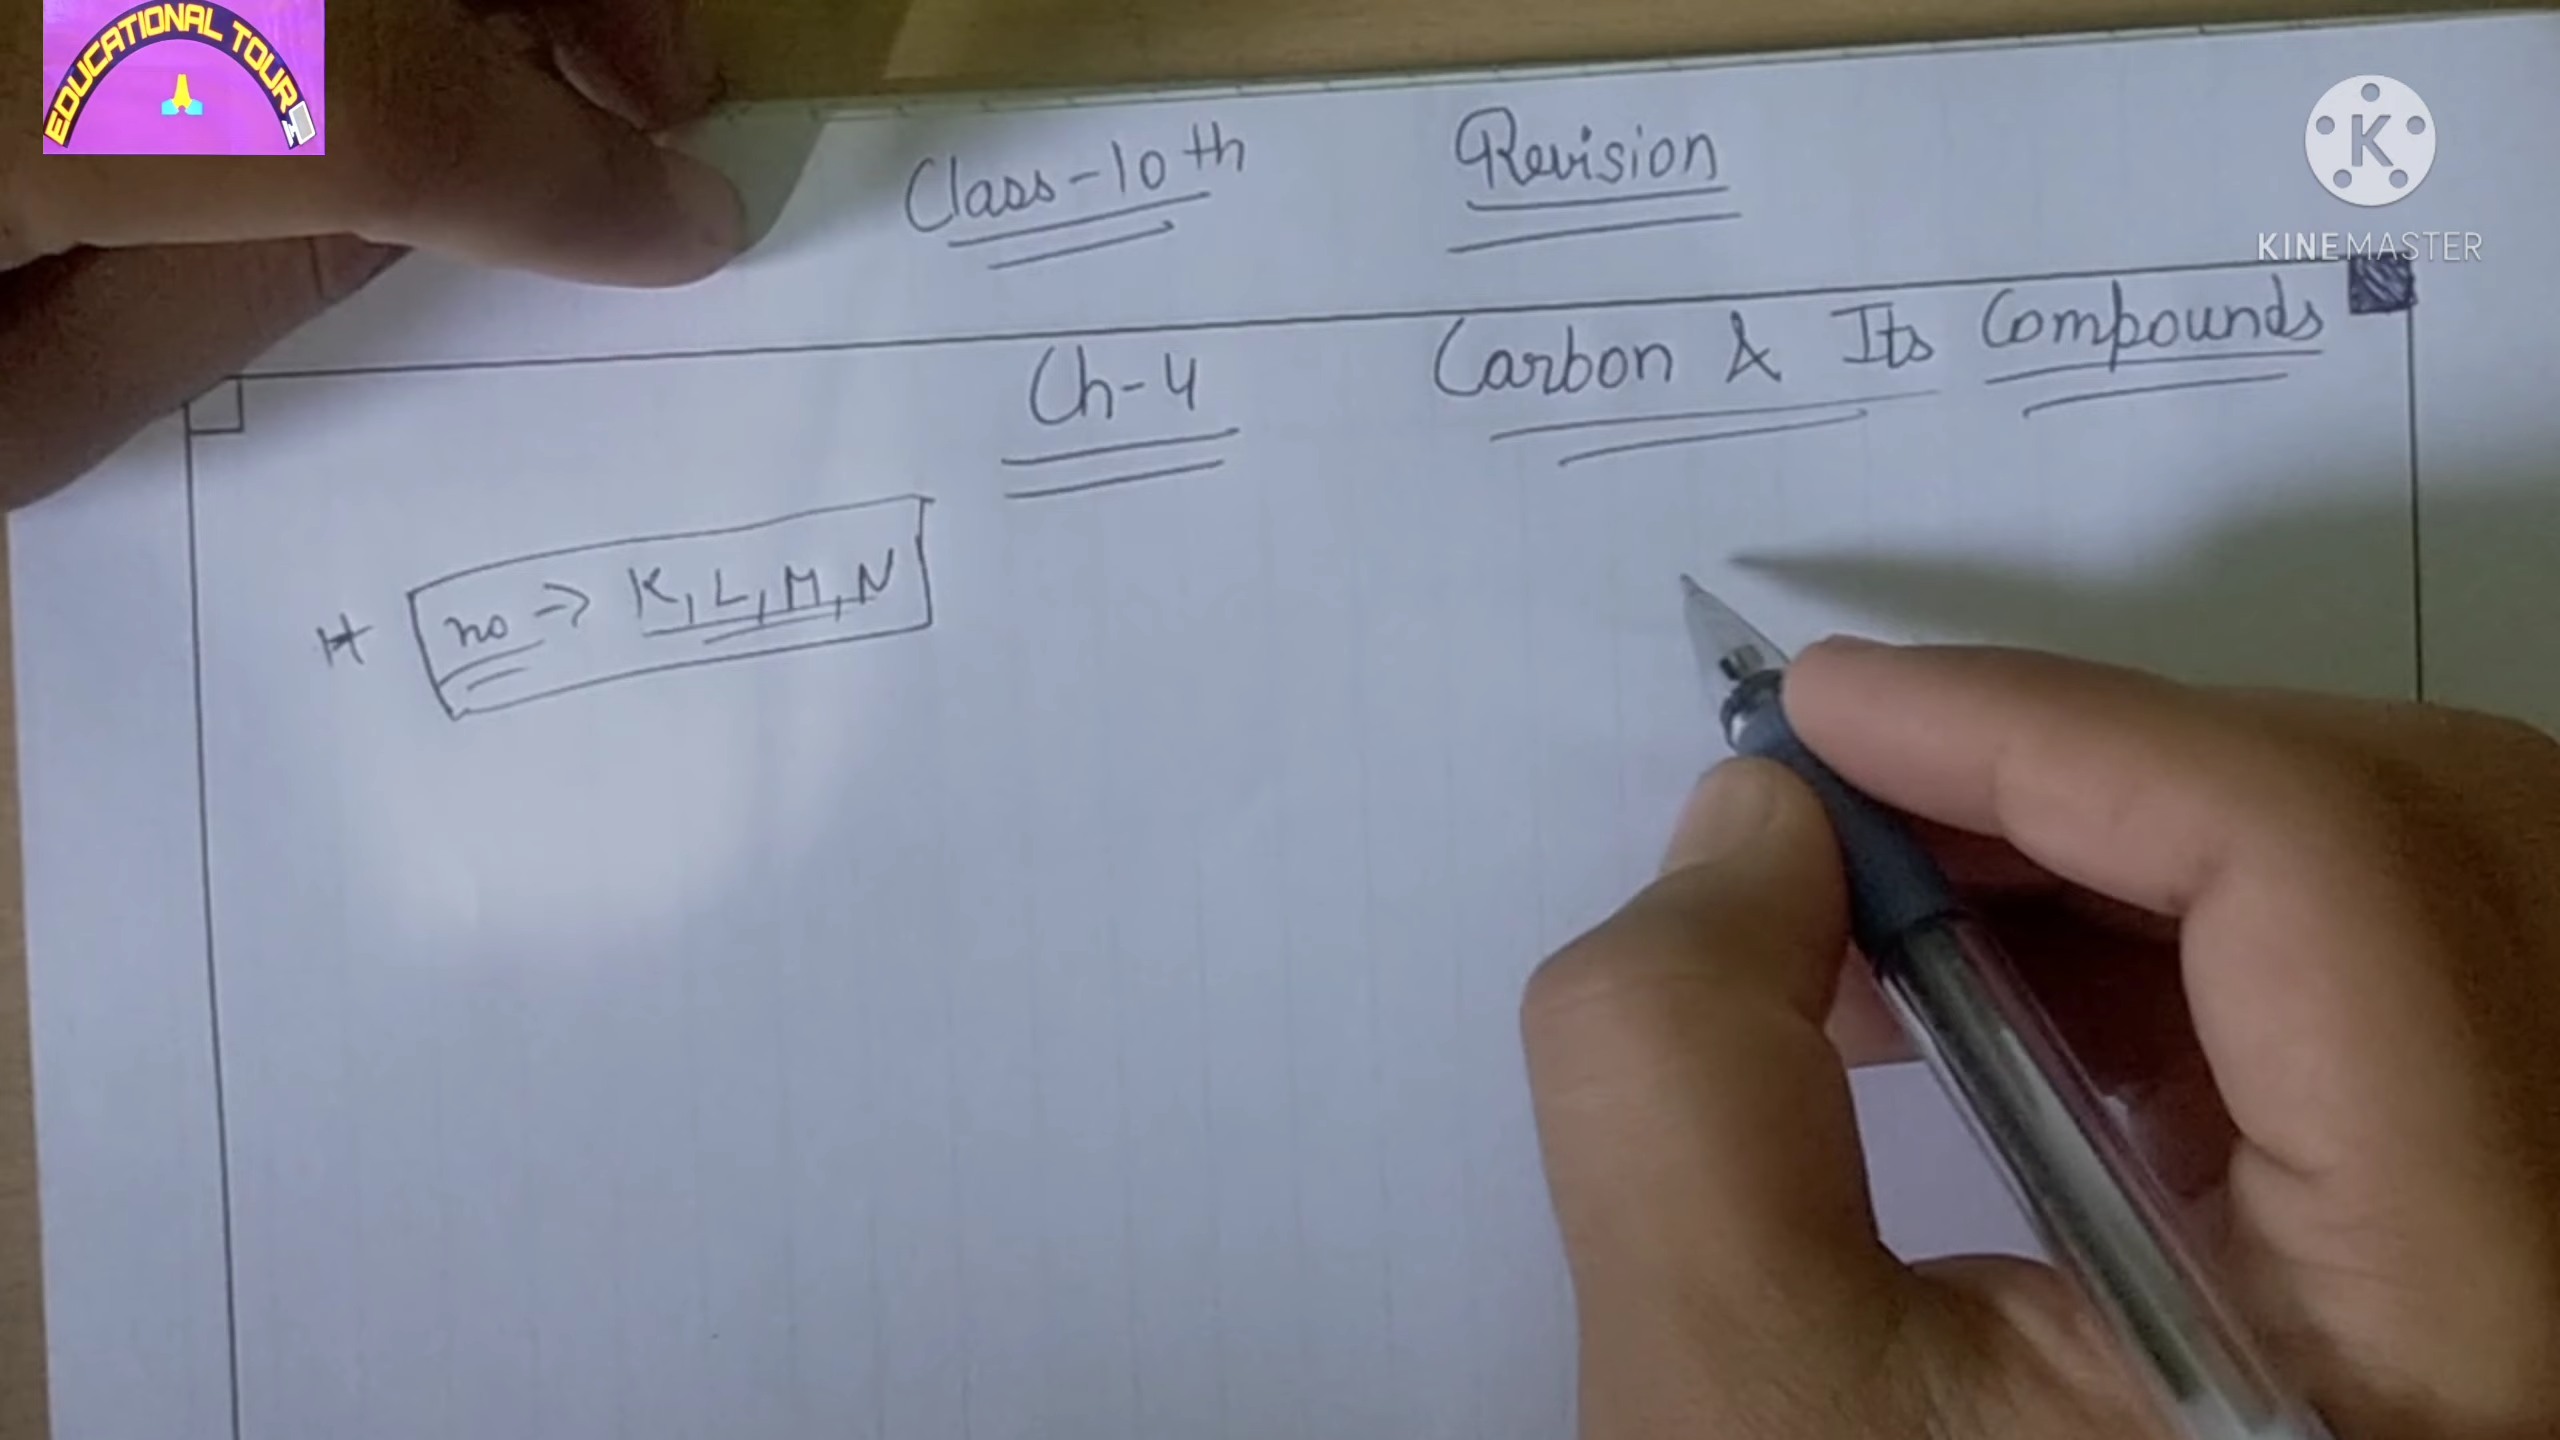 EDUCATIONAL TOUR
Class-10th Revision
KINEMASTER
Ch-4 Carbon & Its Compounds
* no → K, L, M, N